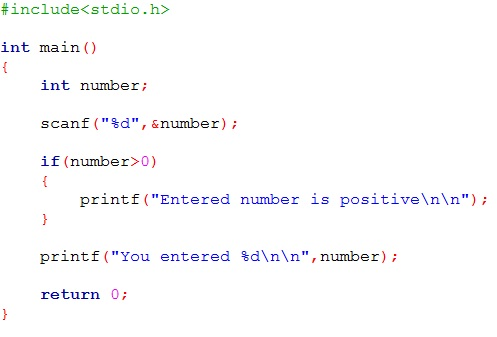 #include<stdio.h>
int main()
{
int number;
scanf("%d",&number);
if(number>0)
{
printf("Entered number is positive\n\n");
}
printf("You entered %d\n\n",number);
return 0;
}